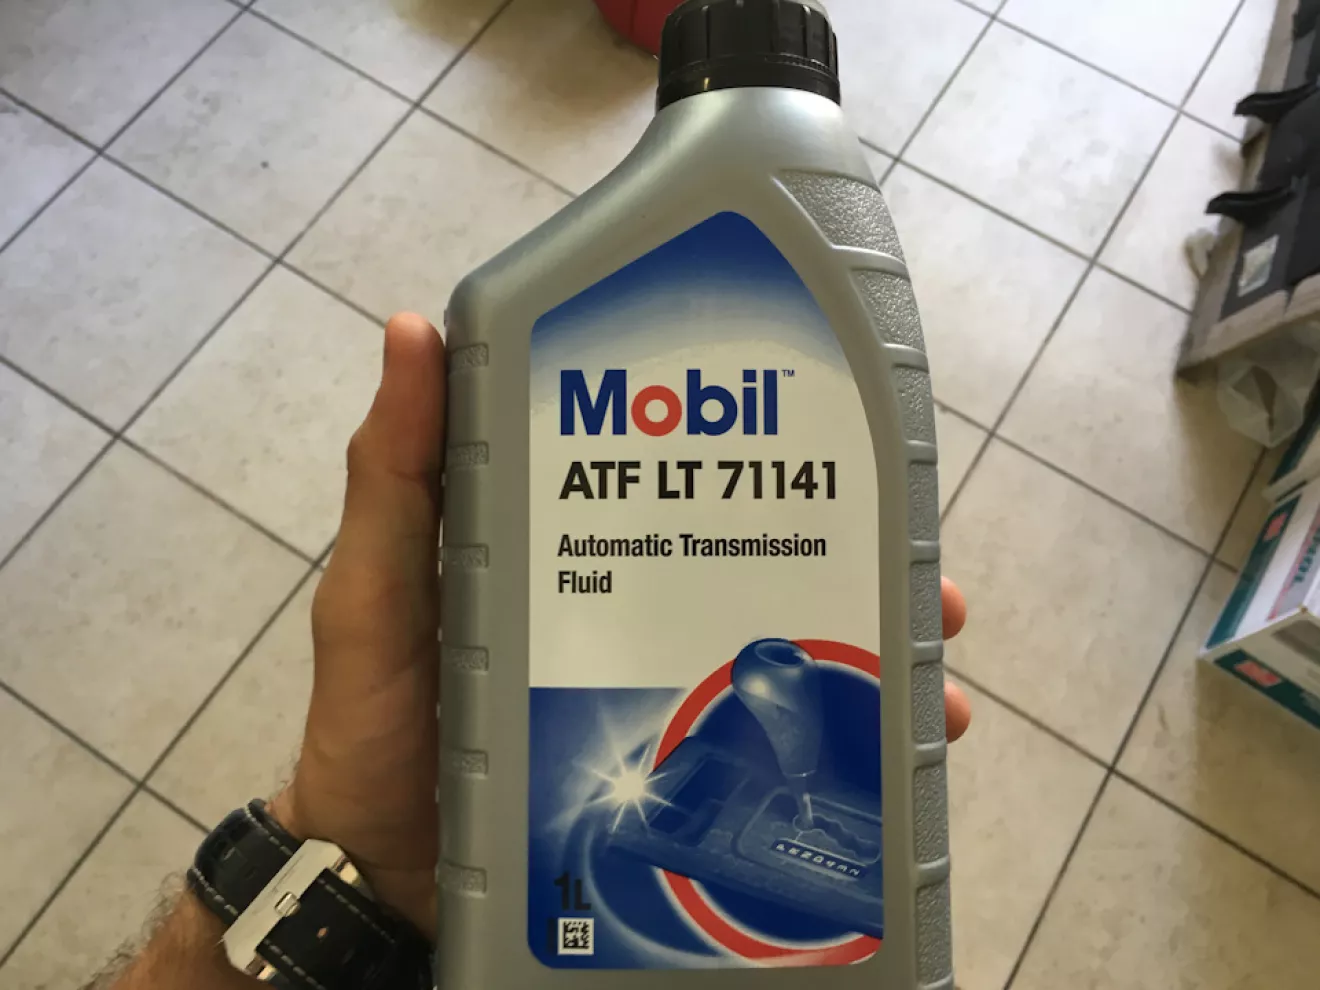 Mobil™
ATF LT 71141
Automatic Transmission
Fluid
1L